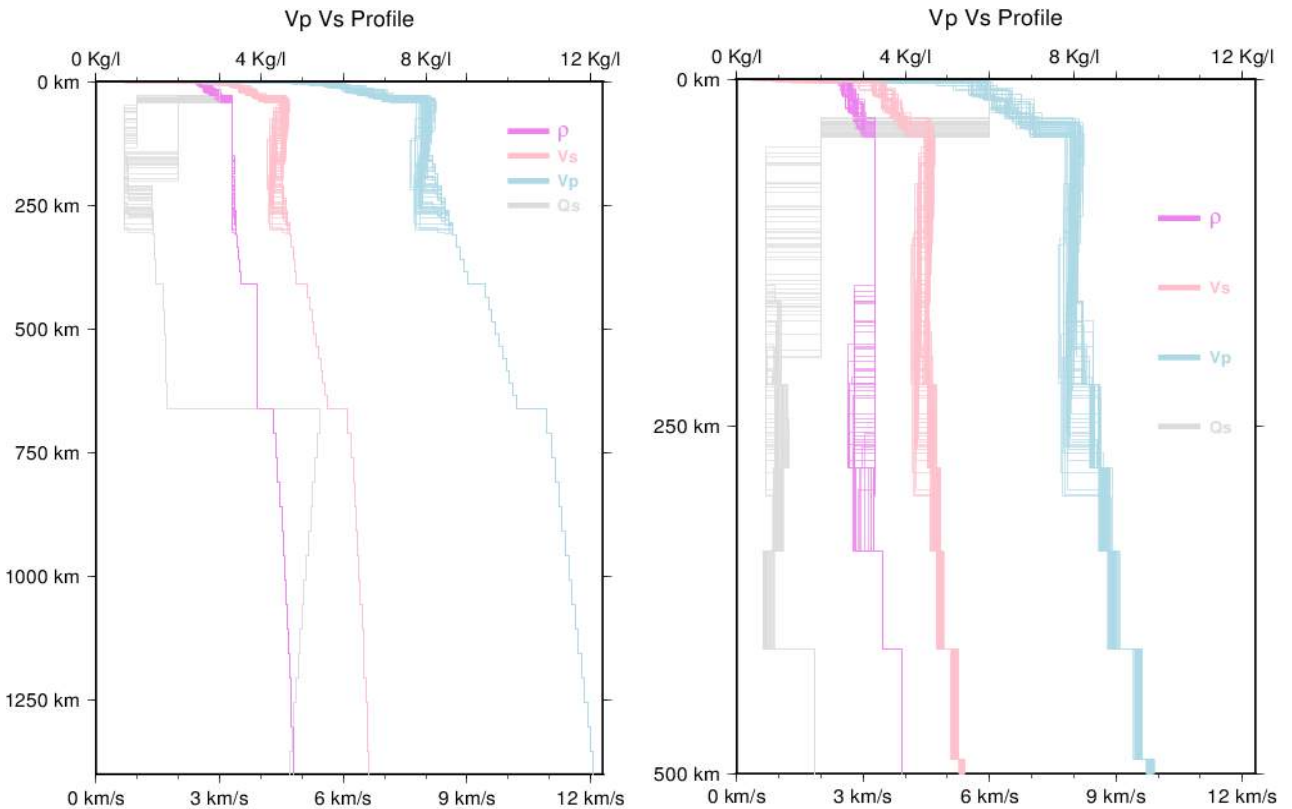 Vp Vs Profile
0 Kg/l 4 Kg/l 8 Kg/l 12 Kg/l
0 km
250 km
500 km
750 km
1000 km
1250 km
ρ
Vs
Vp
Qs
0 km/s 3 km/s 6 km/s 9 km/s 12 km/s
Vp Vs Profile
0 Kg/l 4 Kg/l 8 Kg/l 12 Kg/l
0 km
250 km
500 km
ρ
Vs
Vp
Qs
0 km/s 3 km/s 6 km/s 9 km/s 12 km/s